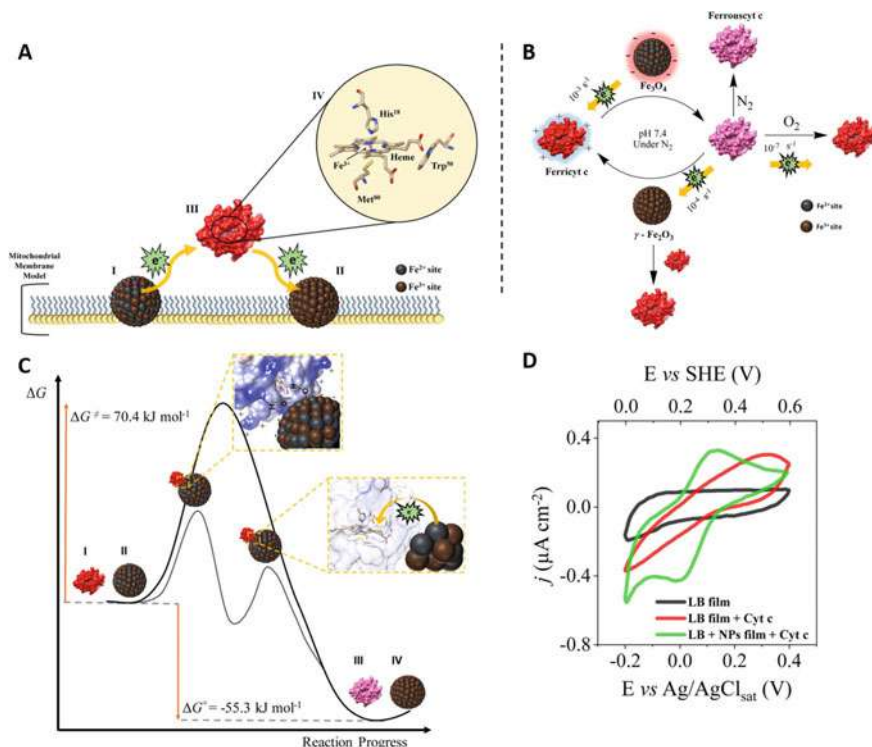 A
IV
His18
Fe3+
Heme
Trp59
Met80
III
Mitochondrial
Membrane
Model
I
e-
e-
II
Fe2+ site
Fe3+ site
B
Ferrouscyt c
Fe3O4
10-3 s-1
e-
N2
pH 7.4
Under N2
O2
10-7 s-1
e-
Ferricyt c
e-
10-4 s-1
γ - Fe2O3
Fe2+ site
Fe3+ site
C
ΔG
ΔG≠ = 70.4 kJ mol-1
e-
I
II
III
IV
ΔG° = -55.3 kJ mol-1
Reaction Progress
D
E vs SHE (V)
0.0 0.2 0.4 0.6
j (µA cm-2)
0.4
0.0
-0.4
-0.8
LB film
LB film + Cyt c
LB + NPs film + Cyt c
-0.2 0.0 0.2 0.4
E vs Ag/AgClsat (V)